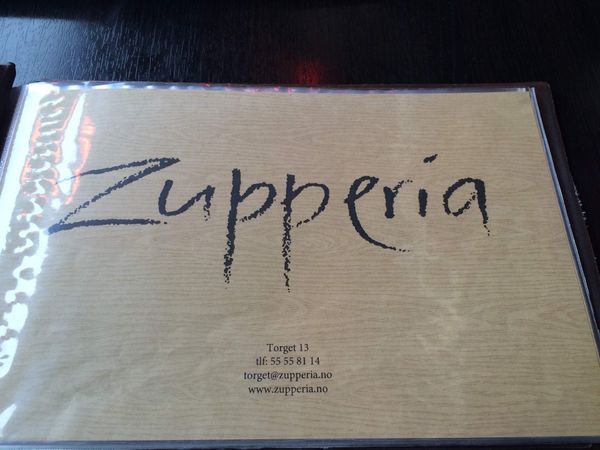 Zupperia
Torget 13
tlf: 55 55 81 14
torget@zupperia.no
www.zupperia.no